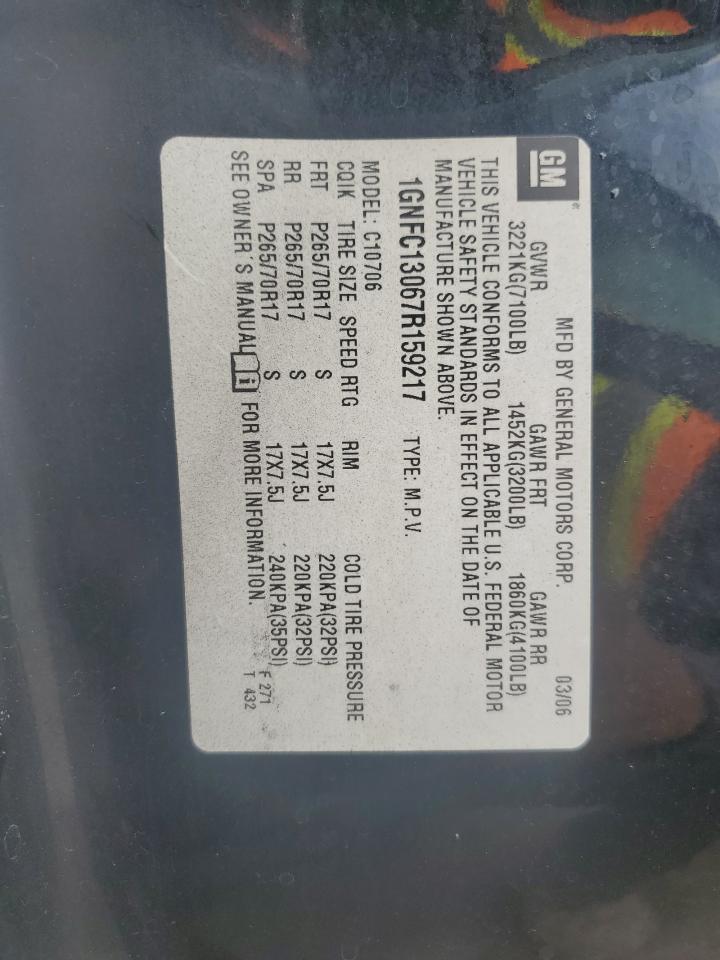 GM®
MFD BY GENERAL MOTORS CORP. 03/06
GVWR GAWR FRT GAWR RR
3221KG(7100LB) 1452KG(3200LB) 1860KG(4100LB)
THIS VEHICLE CONFORMS TO ALL APPLICABLE U.S. FEDERAL MOTOR
VEHICLE SAFETY STANDARDS IN EFFECT ON THE DATE OF
MANUFACTURE SHOWN ABOVE.
1GNFC13067R159217 TYPE: M.P.V.
MODEL: C10706
CQIK TIRE SIZE SPEED RTG RIM COLD TIRE PRESSURE
FRT P265/70R17 S 17X7.5J 220KPA(32PSI)
RR P265/70R17 S 17X7.5J 220KPA(32PSI)
SPA P265/70R17 S 17X7.5J 240KPA(35PSI)
SEE OWNER'S MANUAL i FOR MORE INFORMATION.
F 271
T 432